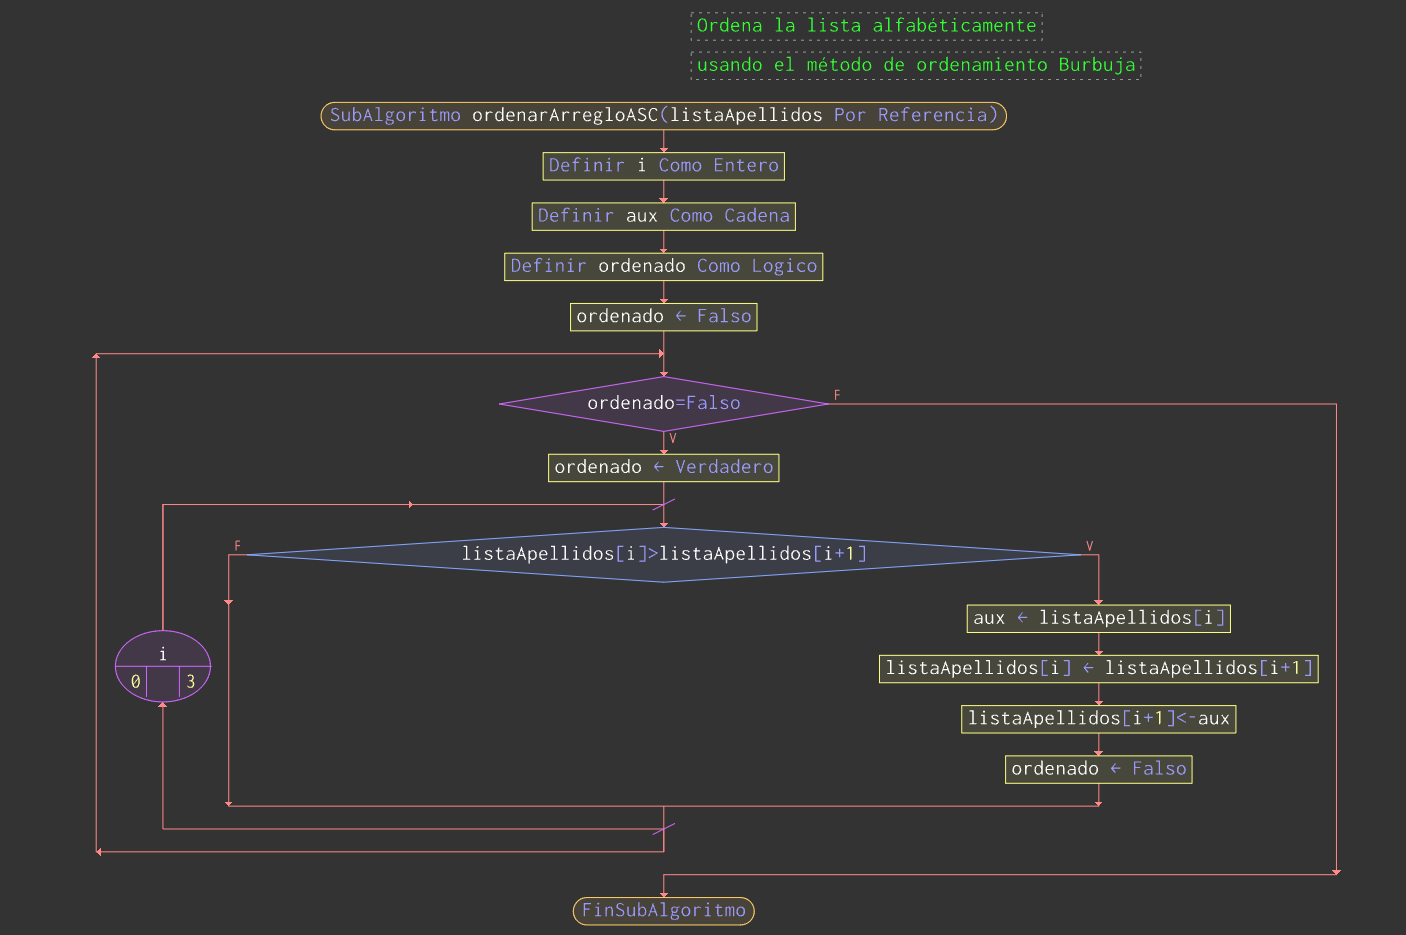 Ordena la lista alfabéticamente
usando el método de ordenamiento Burbuja
SubAlgoritmo ordenarArregloASC(listaApellidos Por Referencia)
Definir i Como Entero
Definir aux Como Cadena
Definir ordenado Como Logico
ordenado ← Falso
ordenado=Falso
F
V
ordenado ← Verdadero
F
listaApellidos[i]>listaApellidos[i+1]
V
aux ← listaApellidos[i]
i
0 3
listaApellidos[i] ← listaApellidos[i+1]
listaApellidos[i+1]<-aux
ordenado ← Falso
FinSubAlgoritmo